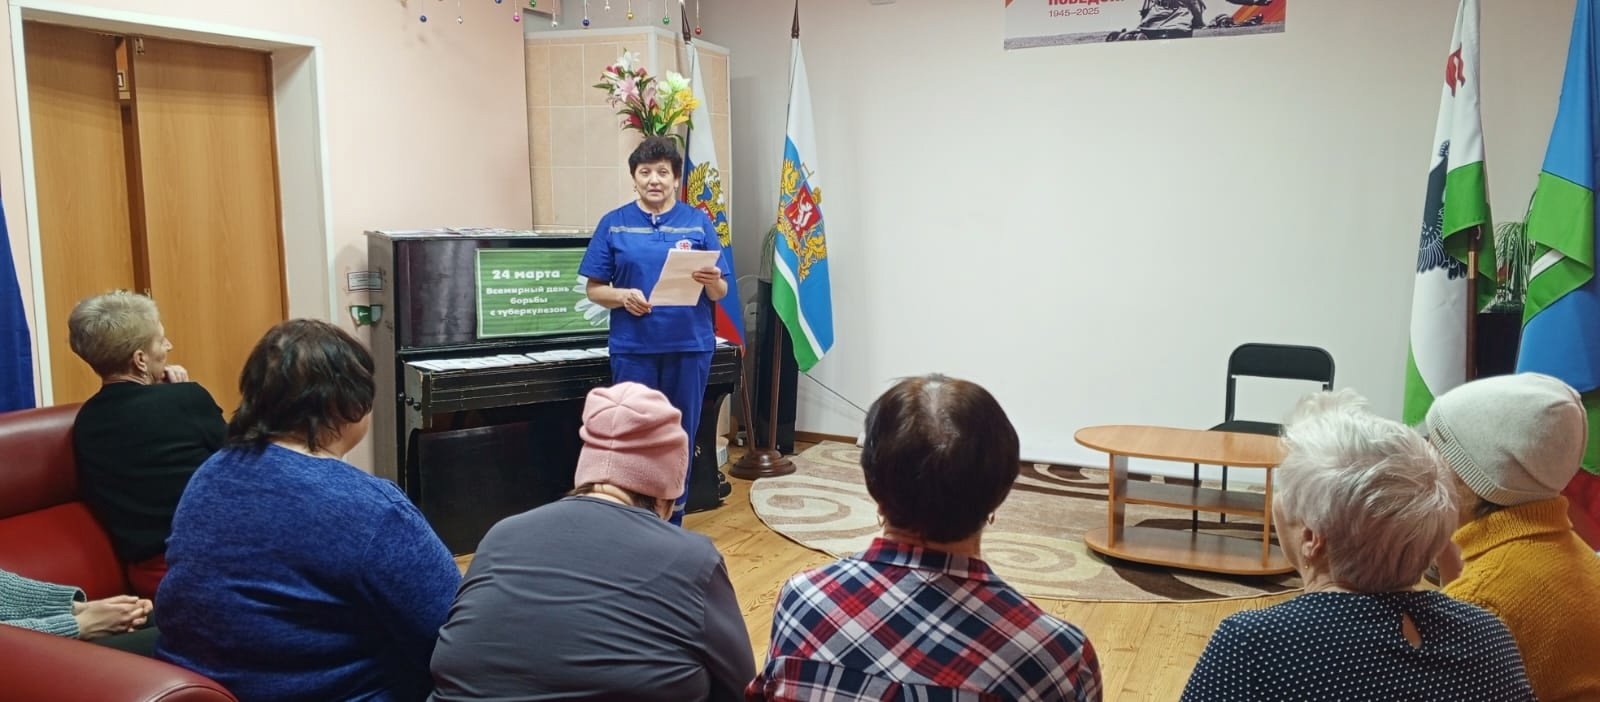 1945–2025
24 марта
Всемирный день
борьбы
с туберкулезом